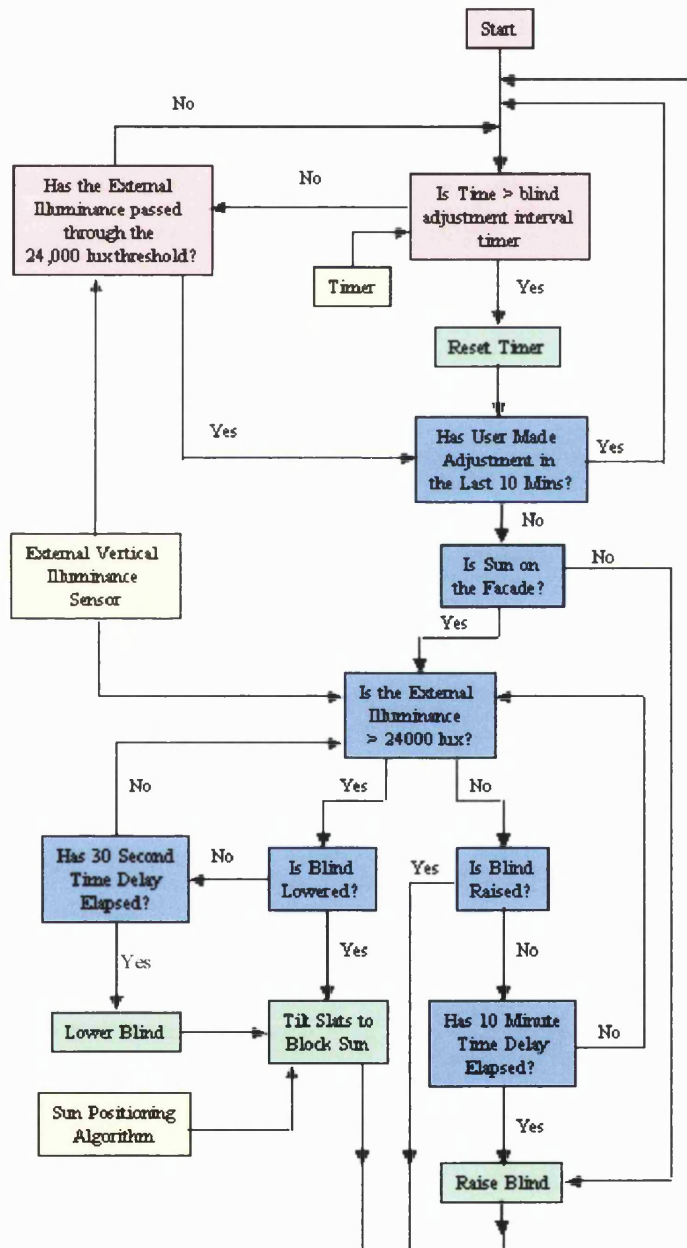 Start
No
Has the External
Illuminance passed
through the
24,000 lux threshold?
No
Is Time > blind
adjustment interval
timer
Timer
Yes
Reset Timer
Yes
Has User Made
Adjustment in
the Last 10 Mins?
Yes
No
External Vertical
Illuminance
Sensor
Is Sun on
the Facade?
No
Yes
Is the External
Illuminance
> 24000 lux?
No
Yes
No
Has 30 Second
Time Delay
Elapsed?
No
Is Blind
Lowered?
Yes
Is Blind
Raised?
Yes
Yes
No
Lower Blind
Tilt Slats to
Block Sun
Has 10 Minute
Time Delay
Elapsed?
No
Sun Positioning
Algorithm
Yes
Raise Blind